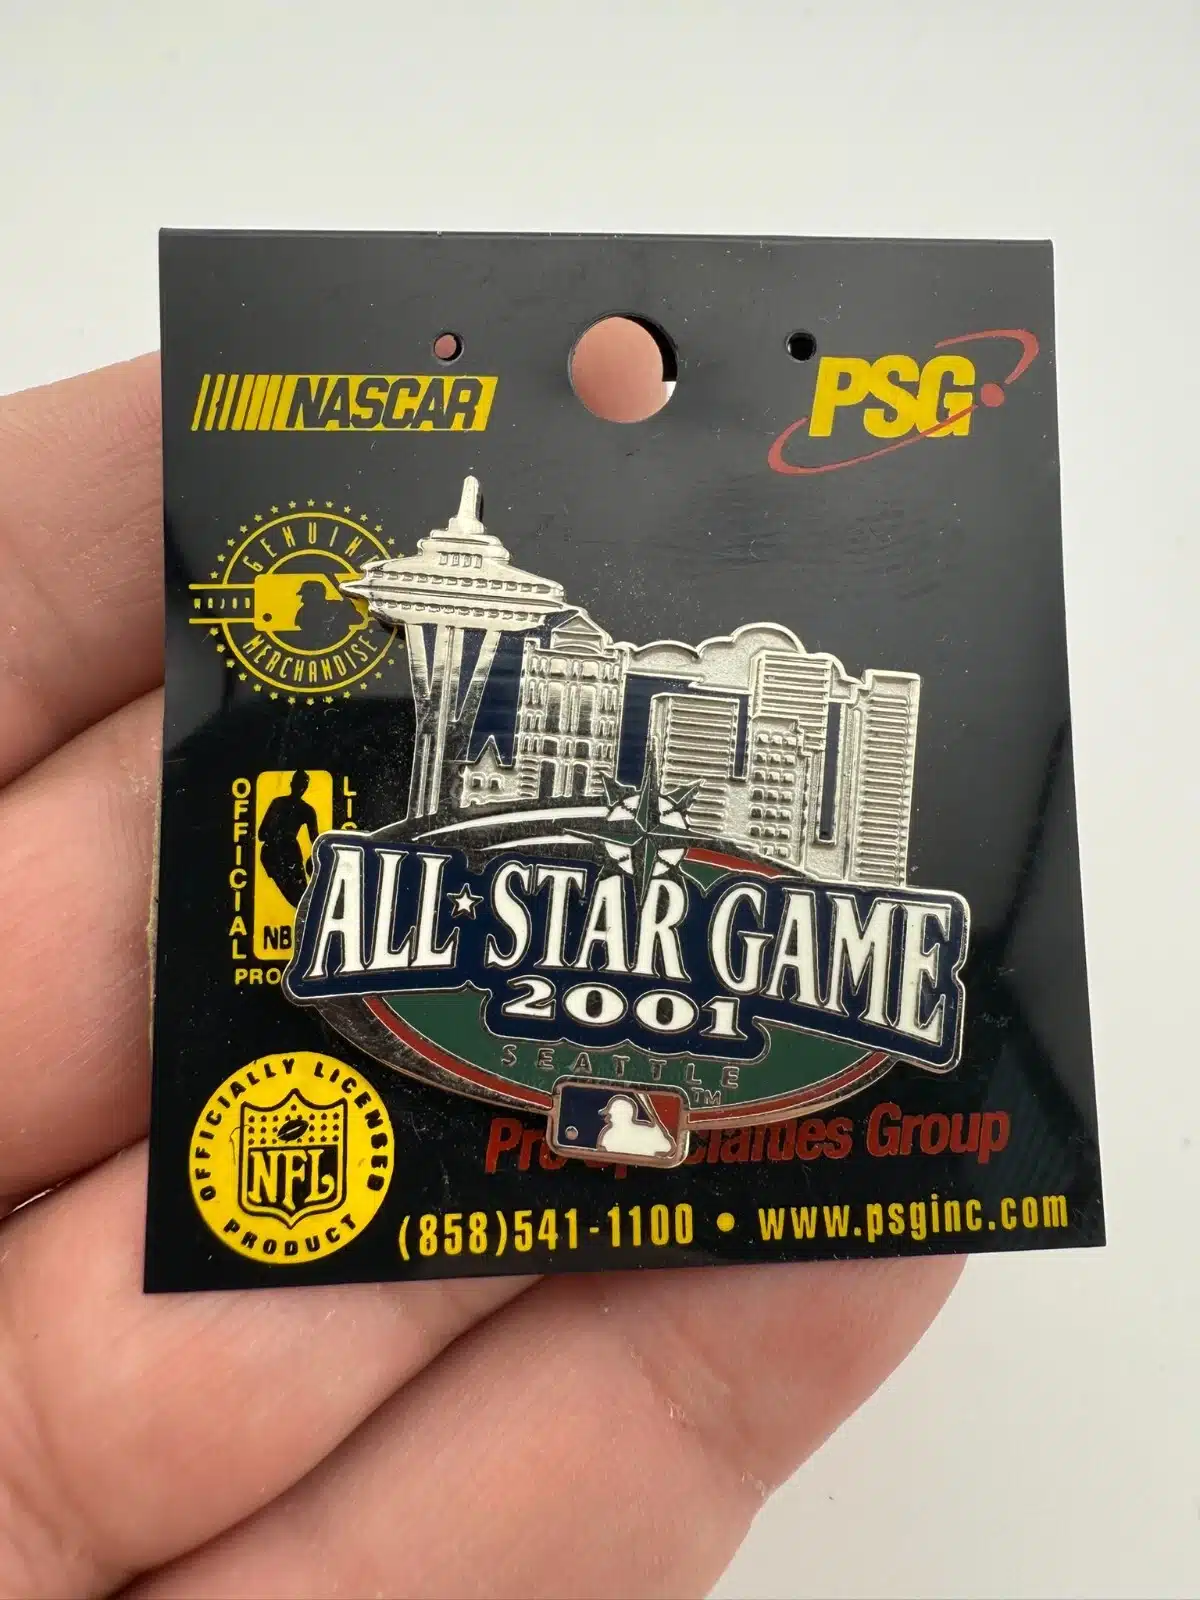 NASCAR
PSG
GENUINE
MERCHANDISE
OFFICIAL
NB
PRO
ALL★STAR GAME
2001
SEATTLE
TM
OFFICIALLY LICENSED
NFL
PRODUCT
Group
(858)541-1100 • www.psginc.com